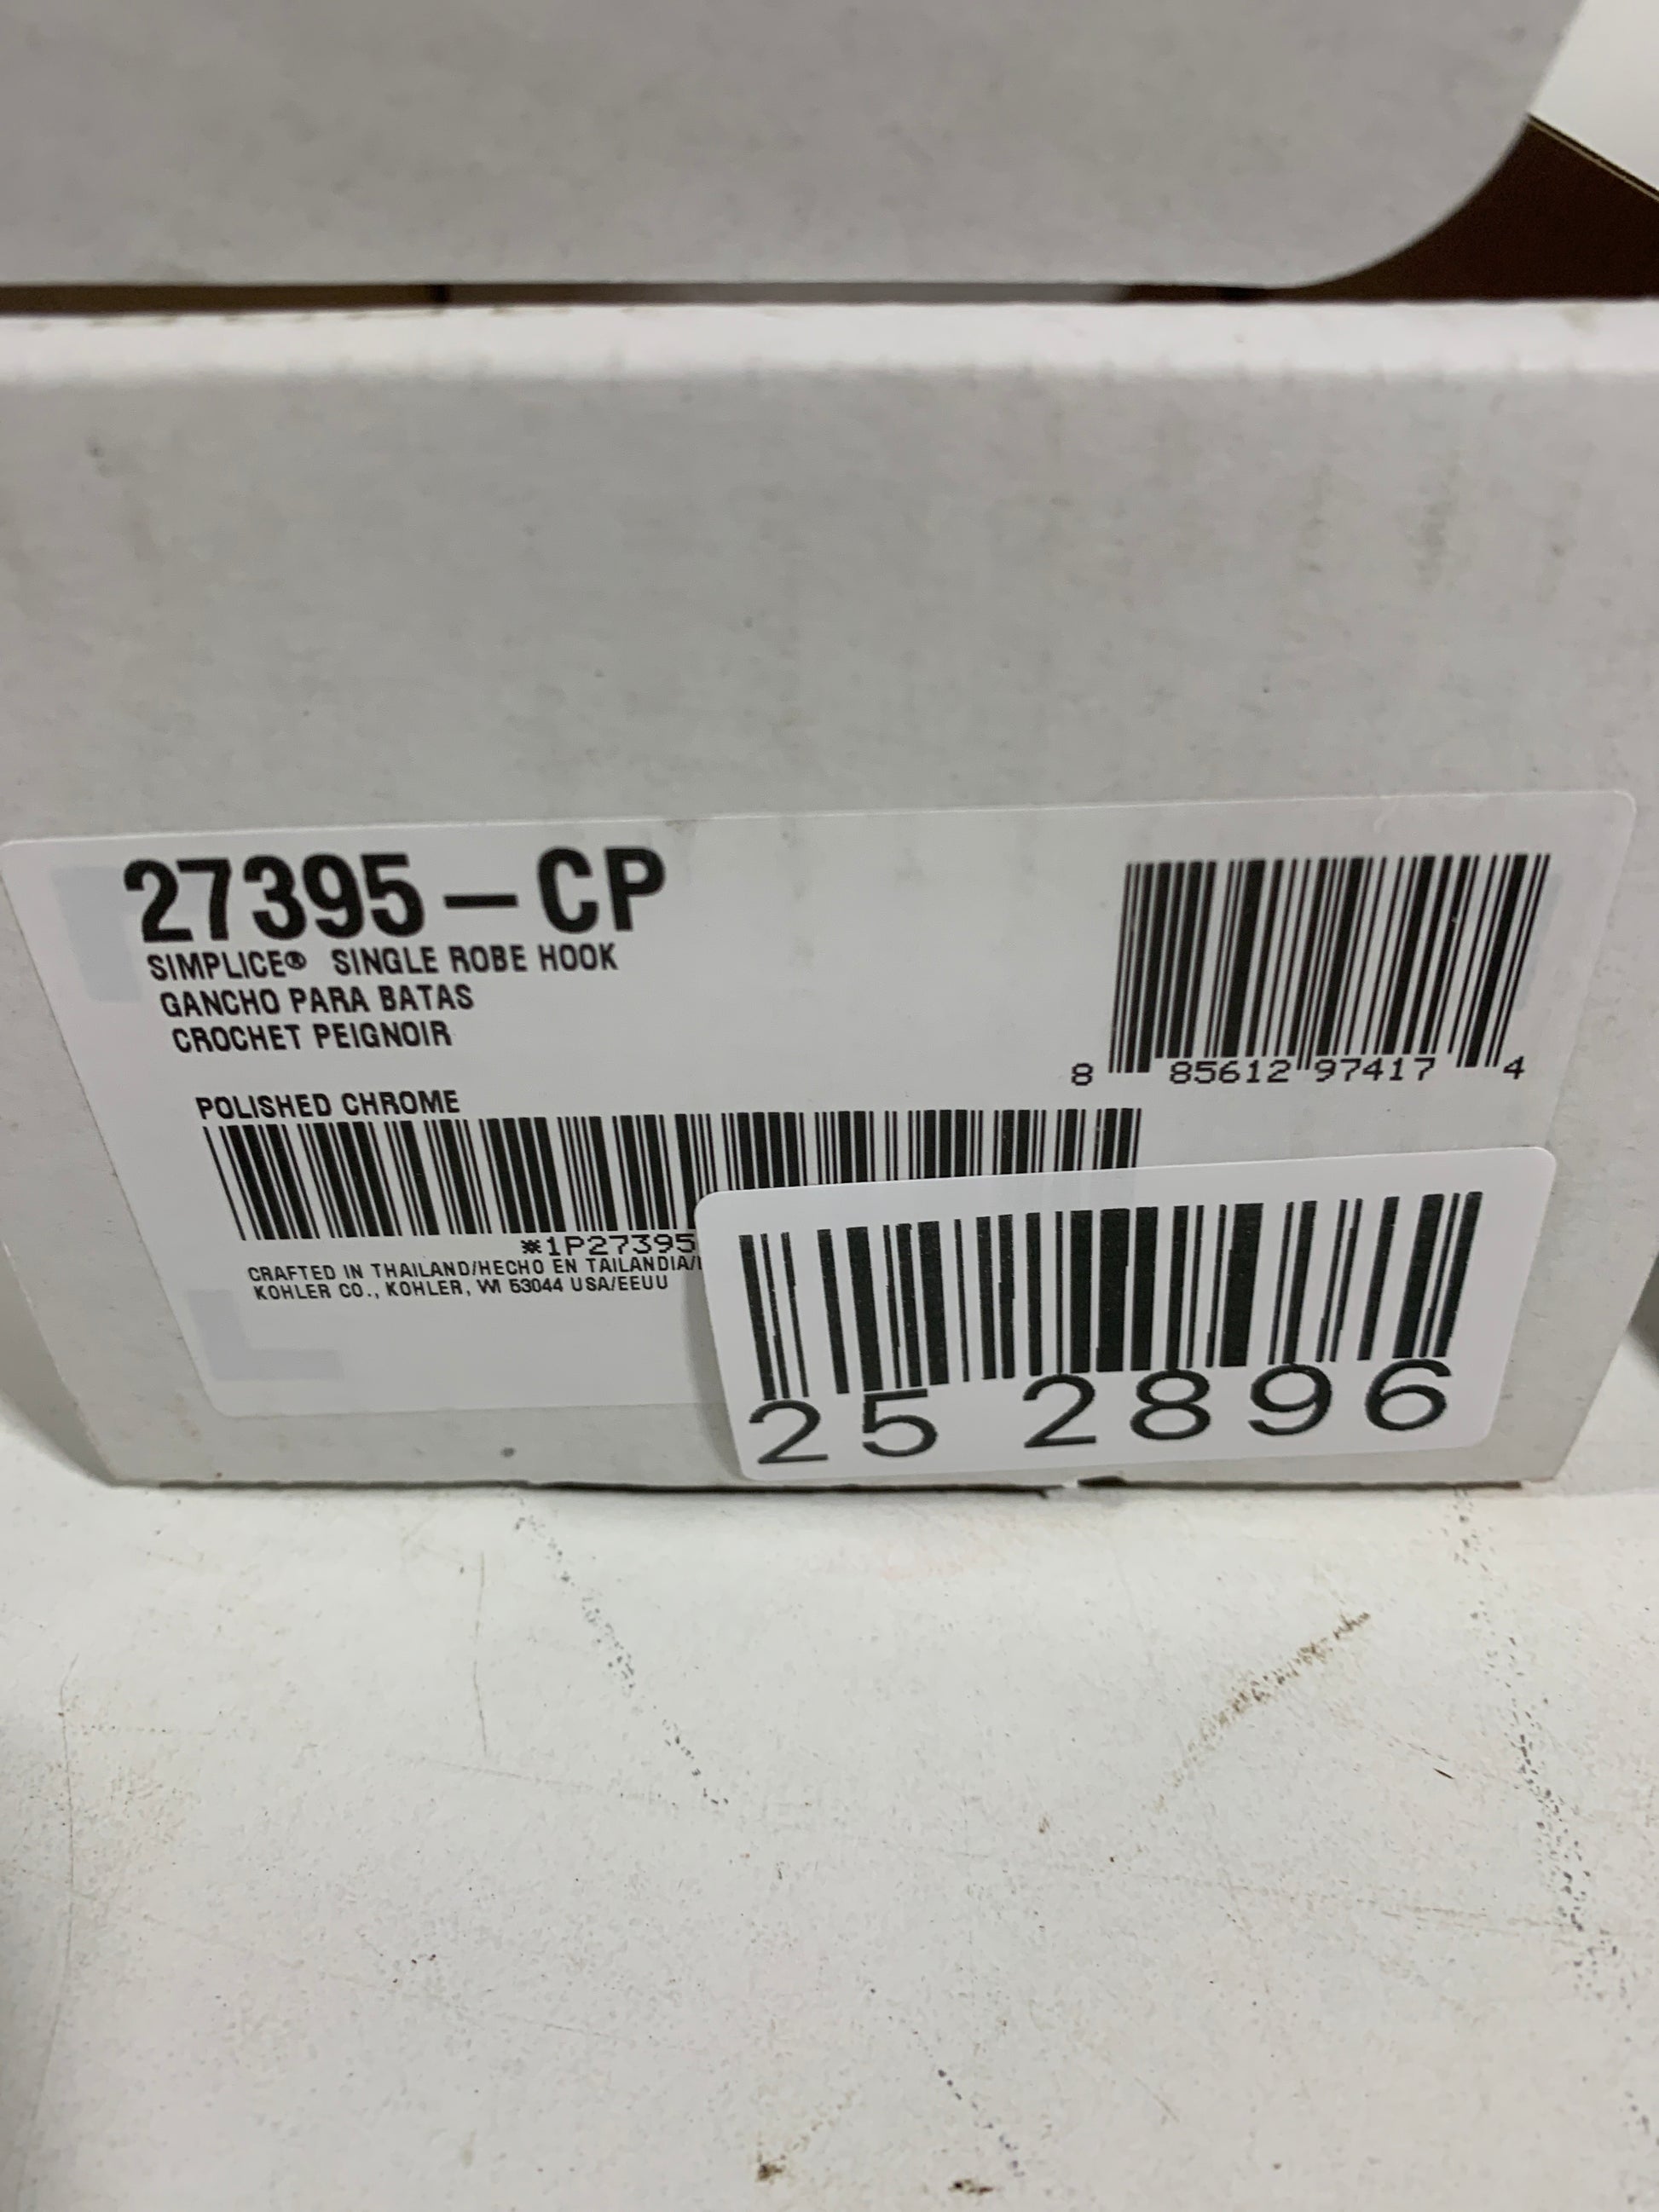 27395-CP
SIMPLICE® SINGLE ROBE HOOK
GANCHO PARA BATAS
CROCHET PEIGNOIR
8 85612 97417 4
POLISHED CHROME
*1P27395
CRAFTED IN THAILAND/HECHO EN TAILANDIA/
KOHLER CO., KOHLER, WI 53044 USA/EEUU
25 2896